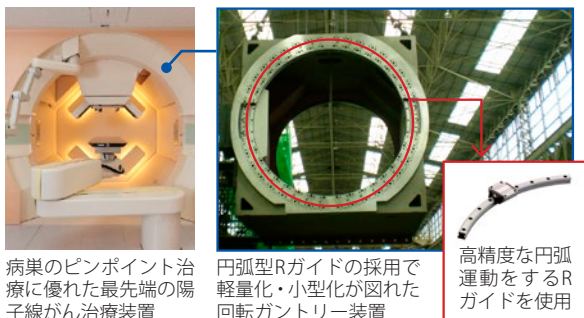 病巣のピンポイント治
療に優れた最先端の陽
子線がん治療装置
円弧型Rガイドの採用で
軽量化・小型化が図れた
回転ガントリー装置
高精度な円弧
運動をするR
ガイドを使用